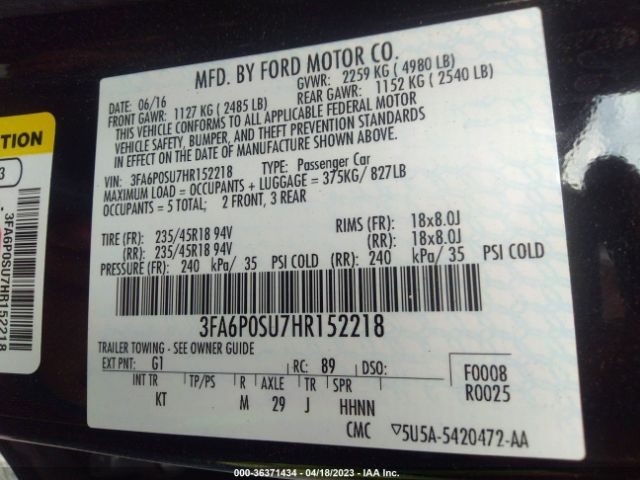 MFD. BY FORD MOTOR CO.
DATE: 06/16 GVWR: 2259 KG ( 4980 LB)
FRONT GAWR: 1127 KG ( 2485 LB) REAR GAWR: 1152 KG ( 2540 LB)
THIS VEHICLE CONFORMS TO ALL APPLICABLE FEDERAL MOTOR
VEHICLE SAFETY, BUMPER, AND THEFT PREVENTION STANDARDS
IN EFFECT ON THE DATE OF MANUFACTURE SHOWN ABOVE.
VIN: 3FA6P0SU7HR152218 TYPE: Passenger Car
MAXIMUM LOAD = OCCUPANTS + LUGGAGE = 375KG/ 827LB
OCCUPANTS = 5 TOTAL; 2 FRONT, 3 REAR
TIRE (FR): 235/45R18 94V RIMS (FR): 18x8.0J
(RR): 235/45R18 94V (RR): 18x8.0J
PRESSURE (FR): 240 kPa/ 35 PSI COLD (RR): 240 kPa/ 35 PSI COLD
3FA6P0SU7HR152218
TRAILER TOWING - SEE OWNER GUIDE
EXT PNT: G1 RC: 89 DSO:
F0008
R0025
INT TR TP/PS R AXLE TR SPR
KT M 29 J HHNN
CMC ▽5U5A-5420472-AA
3
3FA6P0SU7HR152218
000-36371434 - 04/18/2023 - IAA Inc.